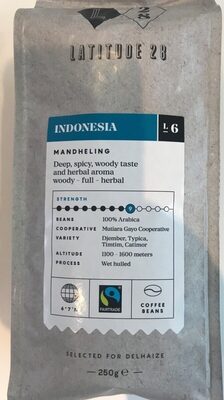 LATITUDE 28
INDONESIA
L 6
MANDHELING
Deep, spicy, woody taste
and herbal aroma
woody - full - herbal
STRENGTH
9
BEANS 100% Arabica
COOPERATIVE Mutiara Gayo Cooperative
VARIETY Djember, Typica,
Timtim, Catimor
ALTITUDE 1100 - 1600 meters
PROCESS Wet hulled
FAIRTRADE
COFFEE
BEANS
SELECTED FOR DELHAIZE
250g℮